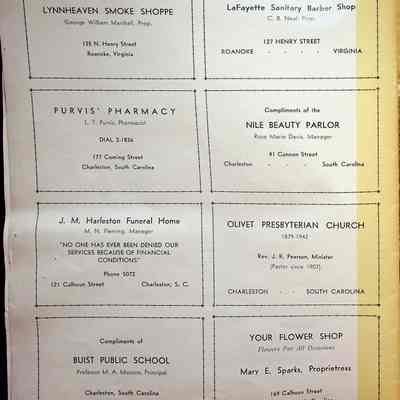 LYNNHEAVEN SMOKE SHOPPE
George William Marshall, Prop.
128 N. Henry Street
Roanoke, Virginia
LaFayette Sanitary Barber Shop
C. B. Neal, Prop.
127 HENRY STREET
ROANOKE - - - - VIRGINIA
PURVIS' PHARMACY
L. T. Purvis, Pharmacist
DIAL 2-1836
177 Coming Street
Charleston, South Carolina
Compliments of the
NILE BEAUTY PARLOR
Rose Marie Davis, Manager
91 Cannon Street
Charleston - - - South Carolina
J. M. Harleston Funeral Home
M. N. Fleming, Manager
"NO ONE HAS EVER BEEN DENIED OUR
SERVICES BECAUSE OF FINANCIAL
CONDITIONS"
Phone 5072
121 Calhoun Street Charleston, S. C.
OLIVET PRESBYTERIAN CHURCH
1879-1942
Rev. J. R. Pearson, Minister
(Pastor since 1907)
CHARLESTON - - - SOUTH CAROLINA
Compliments of
BUIST PUBLIC SCHOOL
Professor M. A. Principal
Charleston, South Carolina
YOUR FLOWER SHOP
Flowers For All Occasions
Mary E. Sparks, Proprietress
169 Calhoun Street